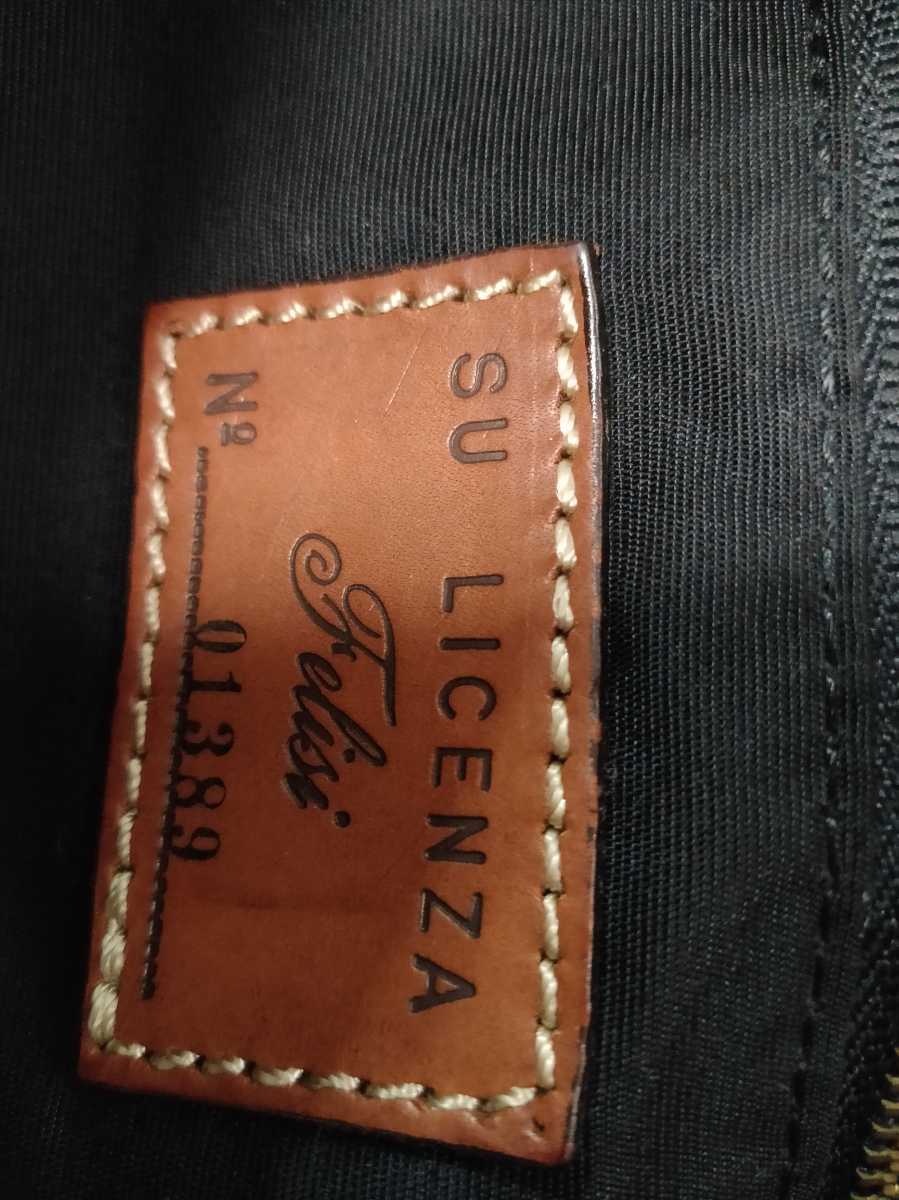 SU LICENZA
Felisi
Nº 01389